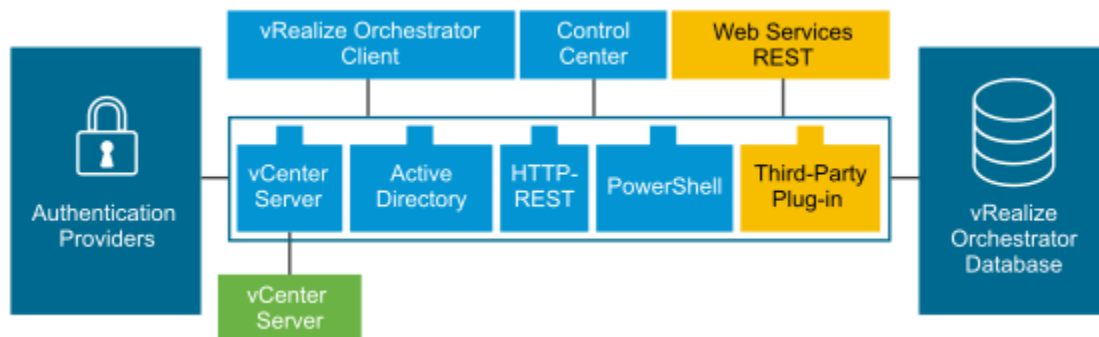 vRealize Orchestrator
Client
Control
Center
Web Services
REST
Authentication
Providers
vCenter
Server
Active
Directory
HTTP-
REST
PowerShell
Third-Party
Plug-in
vRealize
Orchestrator
Database
vCenter
Server